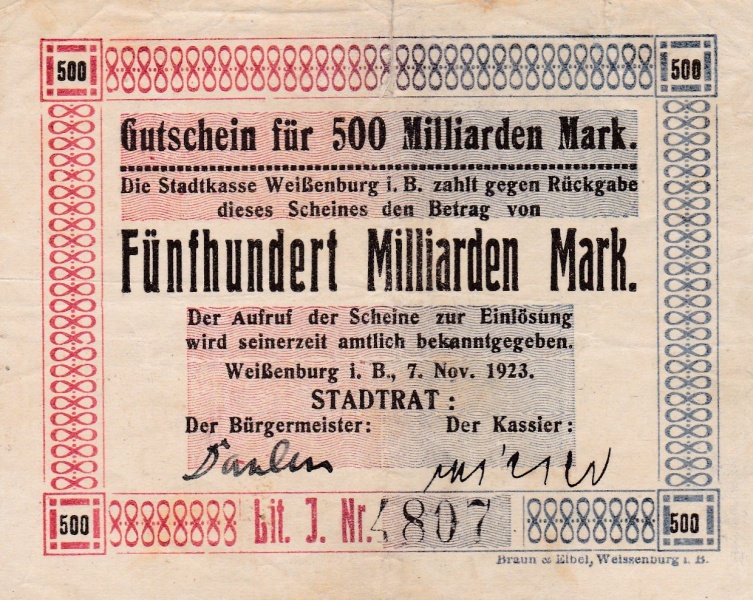 500 500
Gutschein für 500 Milliarden Mark.
Die Stadtkasse Weißenburg i. B. zahlt gegen Rückgabe
dieses Scheines den Betrag von
Fünfhundert Milliarden Mark.
Der Aufruf der Scheine zur Einlösung
wird seinerzeit amtlich bekanntgegeben.
Weißenburg i. B., 7. Nov. 1923.
STADTRAT:
Der Bürgermeister: Der Kassier:
500 Lit. J. Nr. 4807 500
Braun & Elbel, Weissenburg i. B.